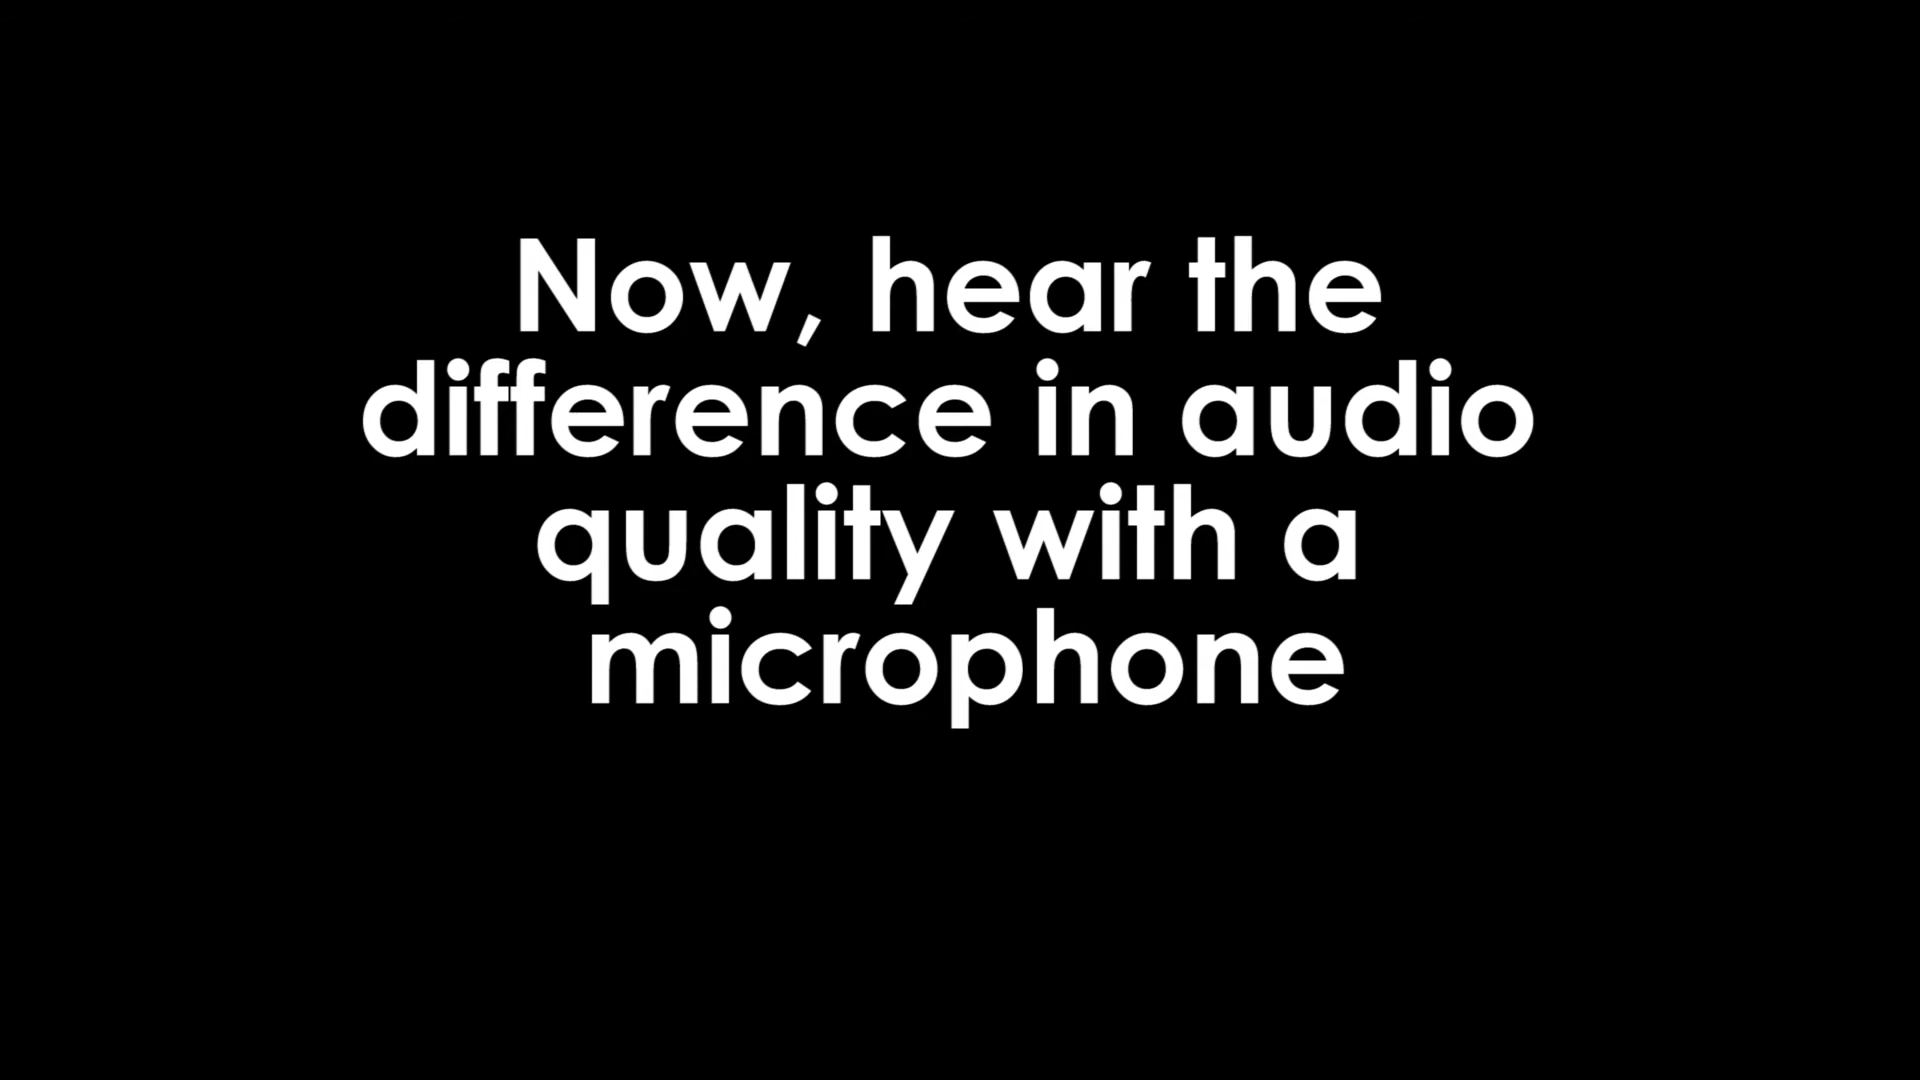 Now, hear the
difference in audio
quality with a
microphone